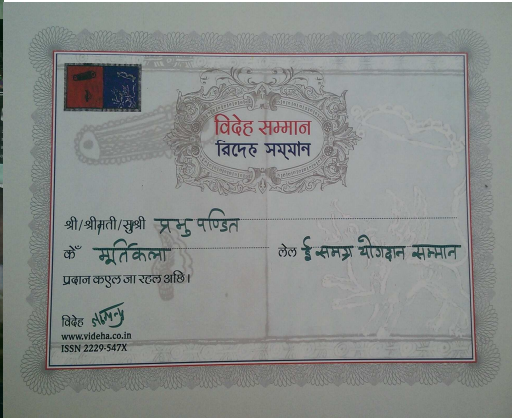 विदेह सम्मान
𑒫𑒱𑒠𑒹𑒯 𑒮𑒧𑓂𑒧𑒰𑒢
श्री/श्रीमती/सुश्री प्रभु पण्डित
केँ मूर्तिकला लेल ई समग्र योगदान सम्मान
प्रदान कएल जा रहल अछि।
विदेह
www.videha.co.in
ISSN 2229-547X